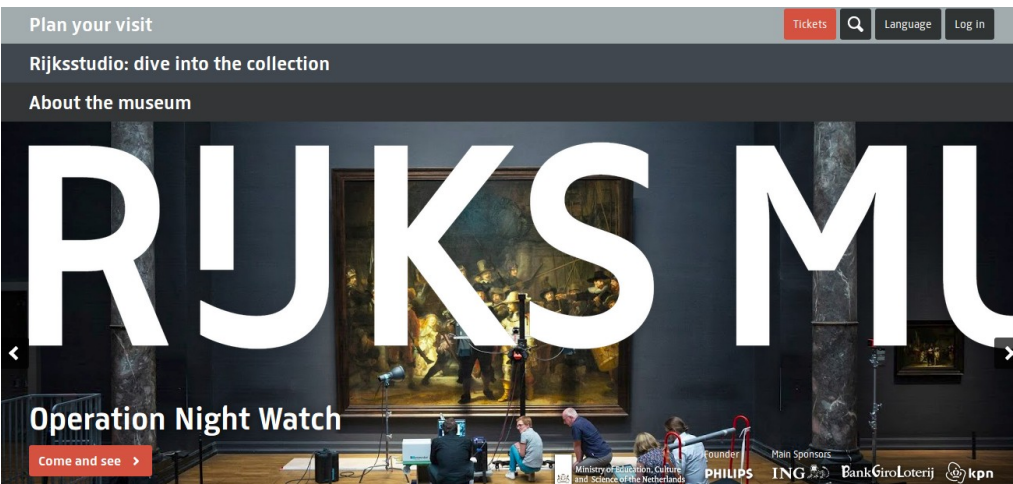 Plan your visit
Tickets
Language
Log in
Rijksstudio: dive into the collection
About the museum
RIJKS MU
Operation Night Watch
Come and see
Ministry of Education, Culture
and Science of the Netherlands
Founder
PHILIPS
Main Sponsors
ING
BankGiroLoterij
kpn